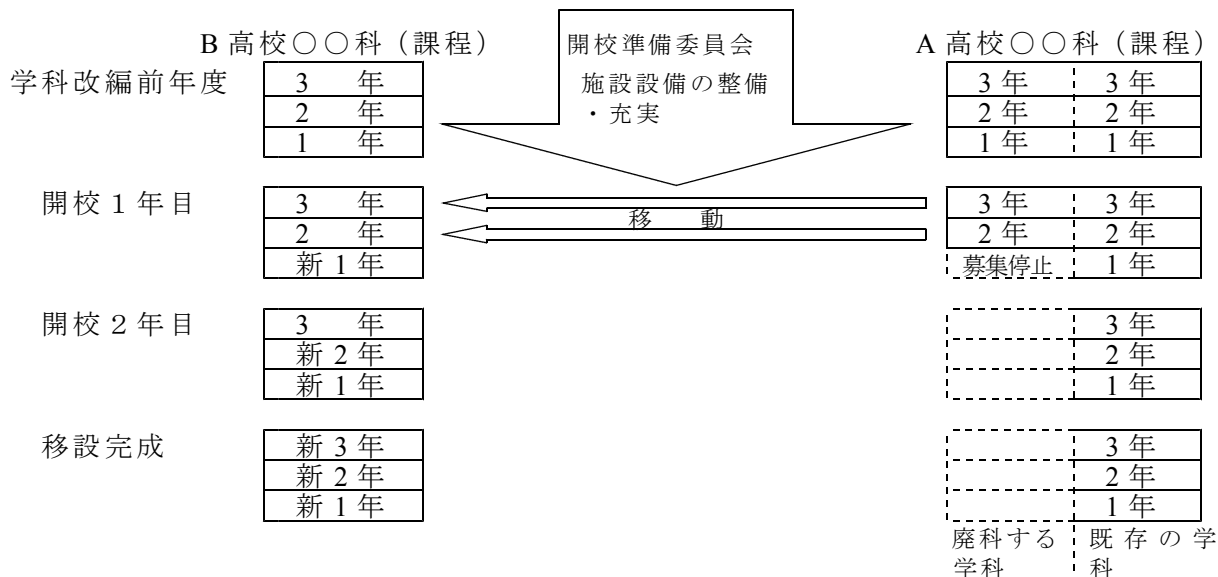 B 高校○○科（課程）
開校準備委員会
A 高校○○科（課程）
学科改編前年度
3 年
施設設備の整備
3 年
3 年
2 年
・充実
2 年
2 年
1 年
1 年
1 年
開校１年目
3 年
3 年
3 年
2 年
移 動
2 年
2 年
新 1 年
募集停止
1 年
開校２年目
3 年
3 年
新 2 年
2 年
新 1 年
1 年
移設完成
新 3 年
3 年
新 2 年
2 年
新 1 年
1 年
廃科する
学科
既存の学
科